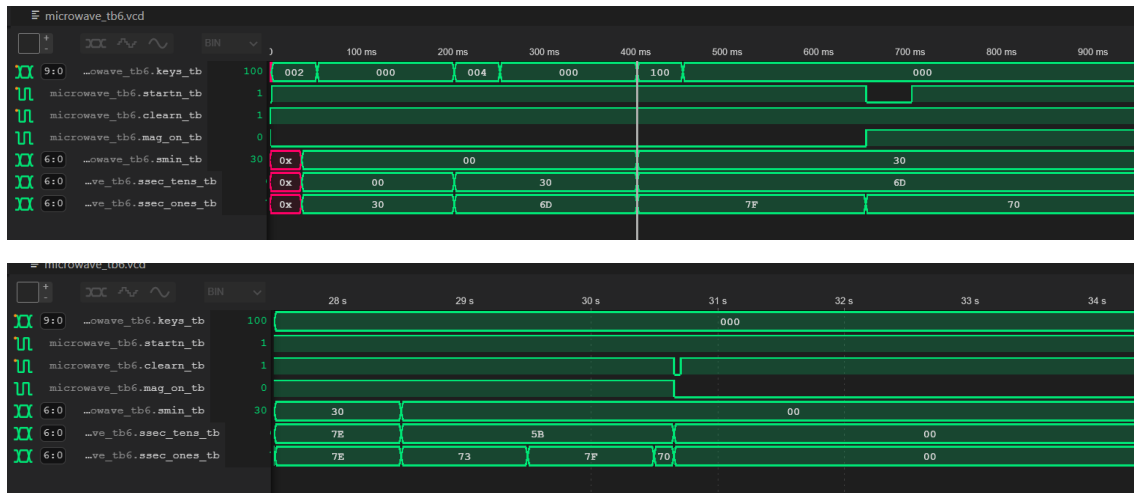 microwave_tb6.vcd
BIN
100 ms 200 ms 300 ms 400 ms 500 ms 600 ms 700 ms 800 ms 900 ms
9:0 …owave_tb6.keys_tb 100 002 000 004 000 100 000
microwave_tb6.startn_tb 1
microwave_tb6.clearn_tb 1
microwave_tb6.mag_on_tb 0
6:0 …owave_tb6.smin_tb 30 0x 00 30
6:0 …ve_tb6.ssec_tens_tb 0x 00 30 6D
6:0 …ve_tb6.ssec_ones_tb 0x 30 6D 7F 70
microwave_tb6.vcd
BIN
28 s 29 s 30 s 31 s 32 s 33 s 34 s
9:0 …owave_tb6.keys_tb 100 000
microwave_tb6.startn_tb 1
microwave_tb6.clearn_tb 1
microwave_tb6.mag_on_tb 0
6:0 …owave_tb6.smin_tb 30 30 00
6:0 …ve_tb6.ssec_tens_tb 7E 5B 00
6:0 …ve_tb6.ssec_ones_tb 7E 73 7F 70 00